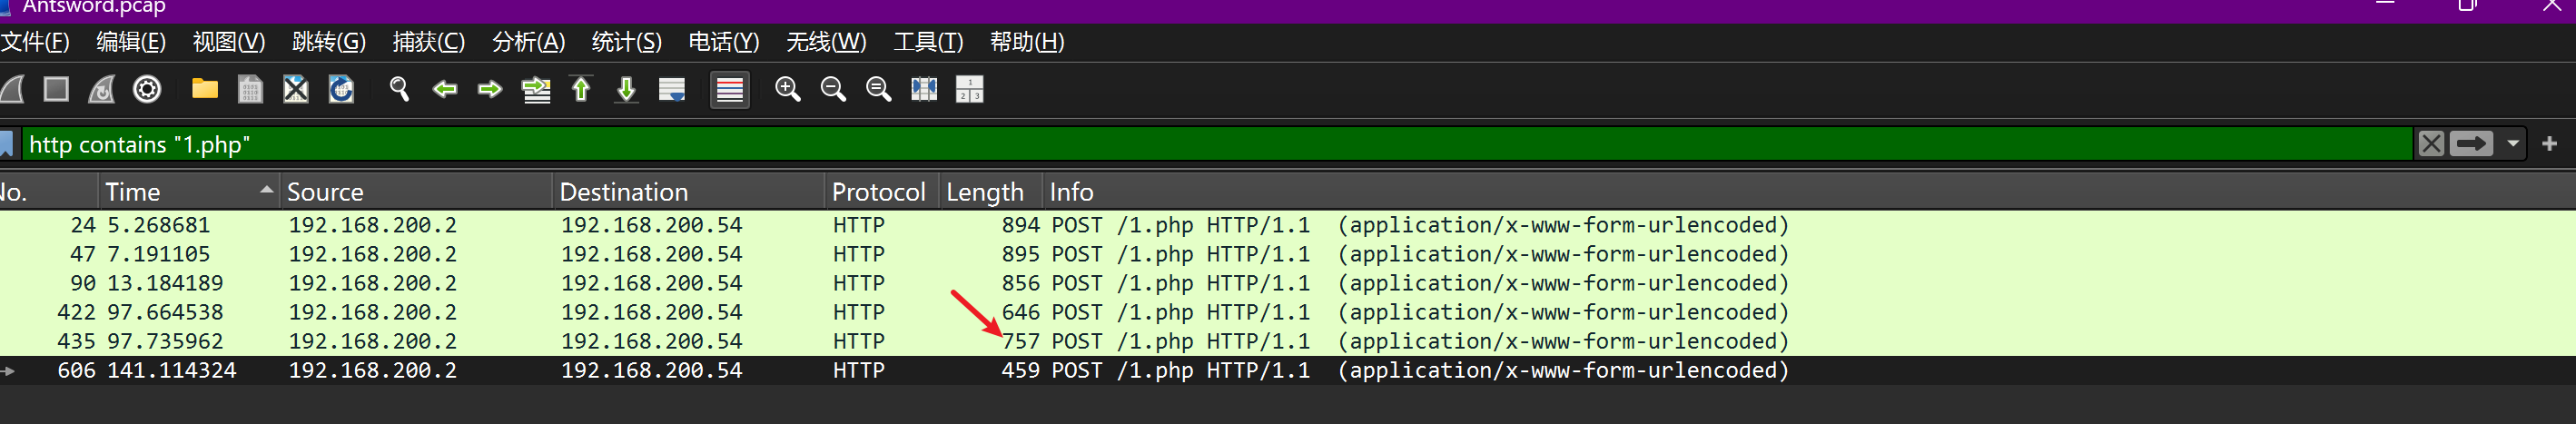 Antsword.pcap
文件(F) 编辑(E) 视图(V) 跳转(G) 捕获(C) 分析(A) 统计(S) 电话(Y) 无线(W) 工具(T) 帮助(H)
http contains "1.php"
No. Time Source Destination Protocol Length Info
24 5.268681 192.168.200.2 192.168.200.54 HTTP 894 POST /1.php HTTP/1.1 (application/x-www-form-urlencoded)
47 7.191105 192.168.200.2 192.168.200.54 HTTP 895 POST /1.php HTTP/1.1 (application/x-www-form-urlencoded)
90 13.184189 192.168.200.2 192.168.200.54 HTTP 856 POST /1.php HTTP/1.1 (application/x-www-form-urlencoded)
422 97.664538 192.168.200.2 192.168.200.54 HTTP 646 POST /1.php HTTP/1.1 (application/x-www-form-urlencoded)
435 97.735962 192.168.200.2 192.168.200.54 HTTP 757 POST /1.php HTTP/1.1 (application/x-www-form-urlencoded)
606 141.114324 192.168.200.2 192.168.200.54 HTTP 459 POST /1.php HTTP/1.1 (application/x-www-form-urlencoded)